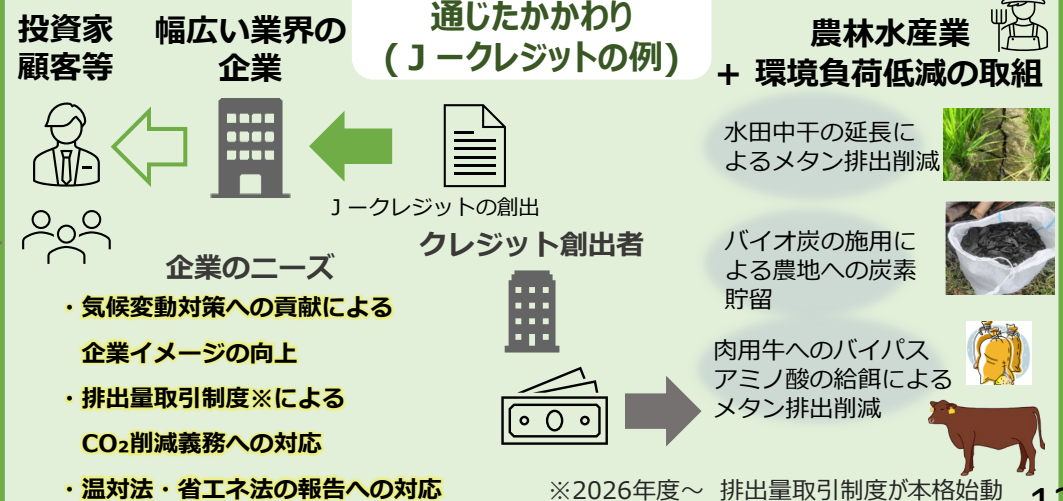 投資家
顧客等
幅広い業界の
企業
通じたかかわり
(Ｊークレジットの例)
農林水産業
+ 環境負荷低減の取組
水田中干の延長に
よるメタン排出削減
Ｊークレジットの創出
クレジット創出者
バイオ炭の施用に
よる農地への炭素
貯留
企業のニーズ
・気候変動対策への貢献による
企業イメージの向上
・排出量取引制度※による
CO₂削減義務への対応
・温対法・省エネ法の報告への対応
肉用牛へのバイパス
アミノ酸の給餌による
メタン排出削減
※2026年度～ 排出量取引制度が本格始動